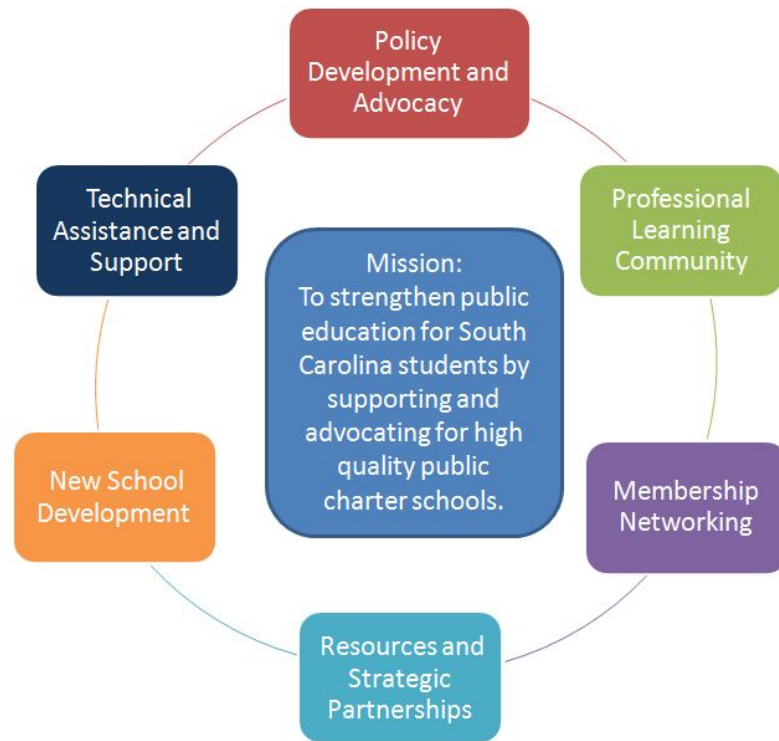 Policy
Development and
Advocacy
Professional
Learning
Community
Membership
Networking
Resources and
Strategic
Partnerships
New School
Development
Technical
Assistance and
Support
Mission:
To strengthen public
education for South
Carolina students by
supporting and
advocating for high
quality public
charter schools.